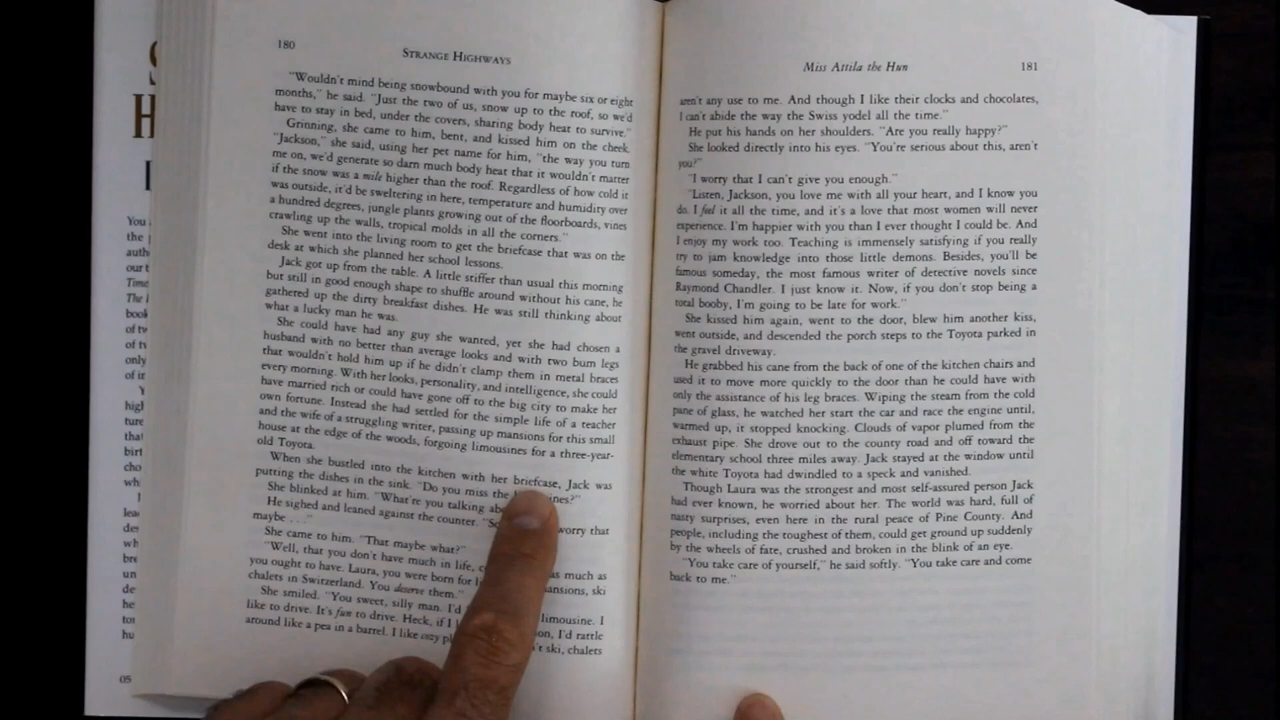 180
STRANGE HIGHWAYS
"Wouldn't mind being snowbound with you for maybe six or eight
months," he said. "Just the two of us, snow up to the roof, so we'd
have to stay in bed, under the covers, sharing body heat to survive."
Grinning, she came to him, bent, and kissed him on the cheek.
"Jackson," she said, using her pet name for him, "the way you turn
me on, we'd generate so darn much body heat that it wouldn't matter
if the snow was a mile higher than the roof. Regardless of how cold it
was outside, it'd be sweltering in here, temperature and humidity over
a hundred degrees, jungle plants growing out of the floorboards, vines
crawling up the walls, tropical molds in all the corners."
She went into the living room to get the briefcase that was on the
desk at which she planned her school lessons.
Jack got up from the table. A little stiffer than usual this morning
but still in good enough shape to shuffle around without his cane, he
gathered up the dirty breakfast dishes. He was still thinking about
what a lucky man he was.
She could have had any guy she wanted, yet she had chosen a
husband with no better than average looks and with two bum legs
that wouldn't hold him up if he didn't clamp them in metal braces
every morning. With her looks, personality, and intelligence, she could
have married rich or could have gone off to the big city to make her
own fortune. Instead she had settled for the simple life of a teacher
and the wife of a struggling writer, passing up mansions for this small
house at the edge of the woods, forgoing limousines for a three-year-
old Toyota.
When she bustled into the kitchen with her briefcase, Jack was
putting the dishes in the sink. "Do you miss the ines?"
She blinked at him. "What're you talking
He sighed and leaned against the counter. worry that
maybe . . ."
She came to him. "That maybe what?"
"Well, that you don't have much in life, as much as
you ought to have. Laura, you were born for ansions, ski
chalets in Switzerland. You deserve them."
She smiled. "You sweet, silly man. I'd limousine. I
like to drive. It's fun to drive. Heck, if I on, I'd rattle
around like a pea in a barrel. I like cozy 't ski, chalets
Miss Attila the Hun
181
aren't any use to me. And though I like their clocks and chocolates,
I can't abide the way the Swiss yodel all the time."
He put his hands on her shoulders. "Are you really happy?"
She looked directly into his eyes. "You're serious about this, aren't
you?"
"I worry that I can't give you enough."
"Listen, Jackson, you love me with all your heart, and I know you
do. I feel it all the time, and it's a love that most women will never
experience. I'm happier with you than I ever thought I could be. And
I enjoy my work too. Teaching is immensely satisfying if you really
try to jam knowledge into those little demons. Besides, you'll be
famous someday, the most famous writer of detective novels since
Raymond Chandler. I just know it. Now, if you don't stop being a
total booby, I'm going to be late for work."
She kissed him again, went to the door, blew him another kiss,
went outside, and descended the porch steps to the Toyota parked in
the gravel driveway.
He grabbed his cane from the back of one of the kitchen chairs and
used it to move more quickly to the door than he could have with
only the assistance of his leg braces. Wiping the steam from the cold
pane of glass, he watched her start the car and race the engine until,
warmed up, it stopped knocking. Clouds of vapor plumed from the
exhaust pipe. She drove out to the county road and off toward the
elementary school three miles away. Jack stayed at the window until
the white Toyota had dwindled to a speck and vanished.
Though Laura was the strongest and most self-assured person Jack
had ever known, he worried about her. The world was hard, full of
nasty surprises, even here in the rural peace of Pine County. And
people, including the toughest of them, could get ground up suddenly
by the wheels of fate, crushed and broken in the blink of an eye.
"You take care of yourself," he said softly. "You take care and come
back to me."